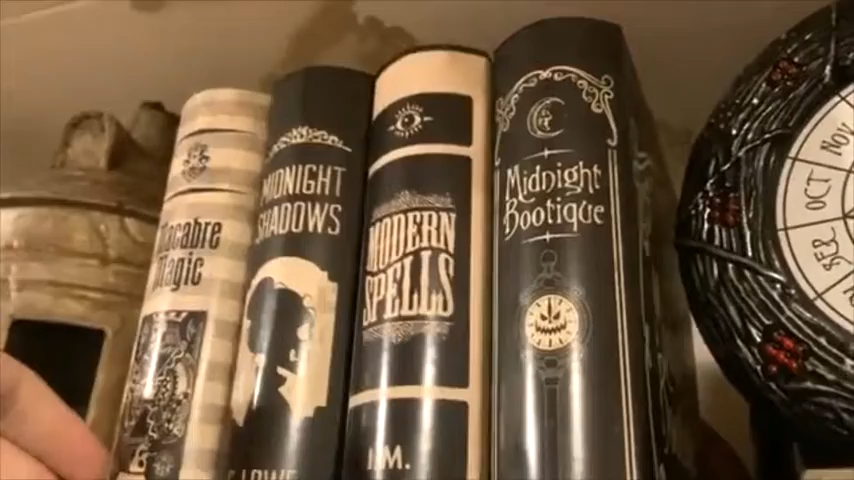 Macabre
Magic
MIDNIGHT
SHADOWS
MODERN
SPELLS
I.M.
Midnight
Bootique
SEP
OCT
Nov